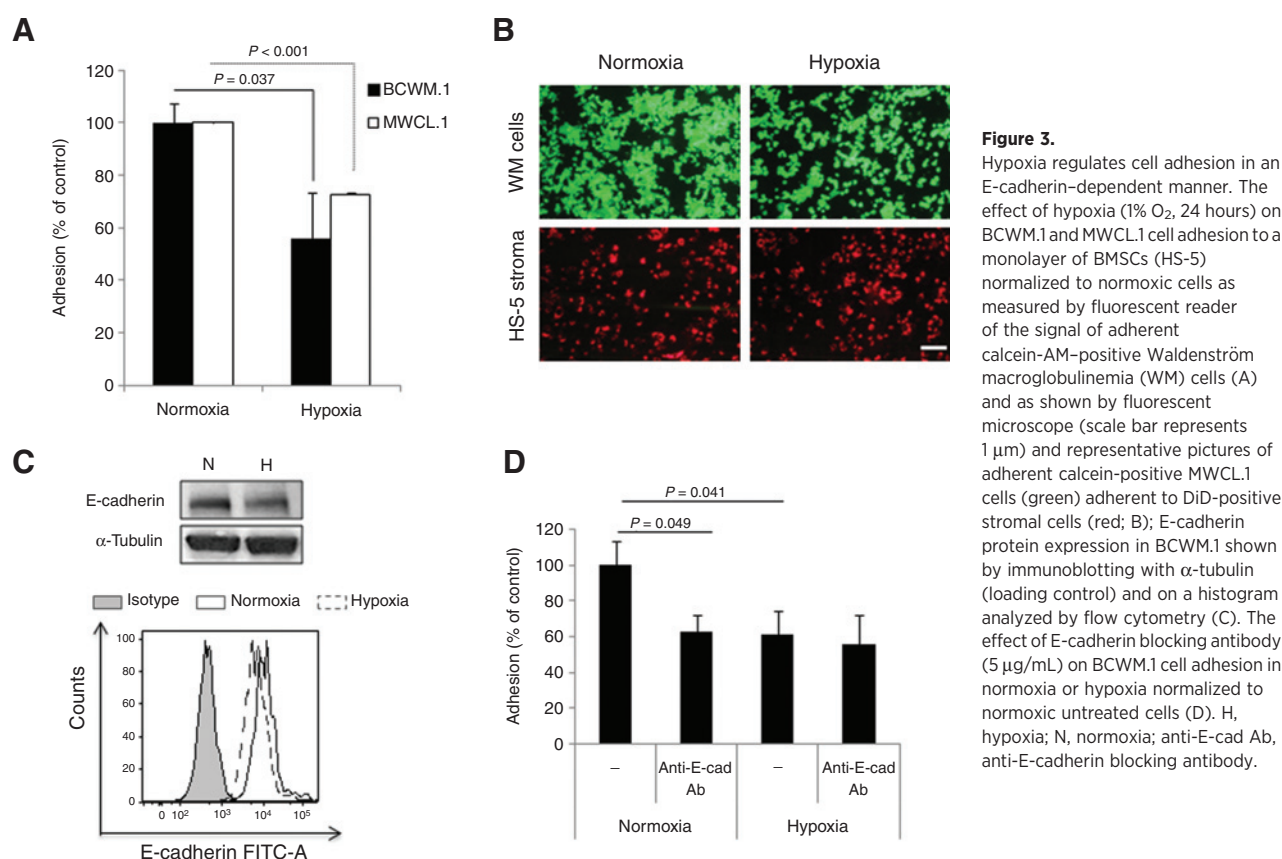 A
P < 0.001
P = 0.037
120
100
80
60
40
20
0
Adhesion (% of control)
BCWM.1
MWCL.1
Normoxia
Hypoxia
B
Normoxia
Hypoxia
WM cells
HS-5 stroma
C
N
H
E-cadherin
α-Tubulin
Isotype
Normoxia
Hypoxia
Counts
100
80
60
40
20
0
0 10² 10³ 10⁴ 10⁵
E-cadherin FITC-A
D
P = 0.041
P = 0.049
120
100
80
60
40
20
0
Adhesion (% of control)
– Anti-E-cad – Anti-E-cad
Ab Ab
Normoxia Hypoxia
Figure 3.
Hypoxia regulates cell adhesion in an
E-cadherin–dependent manner. The
effect of hypoxia (1% O₂, 24 hours) on
BCWM.1 and MWCL.1 cell adhesion to a
monolayer of BMSCs (HS-5)
normalized to normoxic cells as
measured by fluorescent reader
of the signal of adherent
calcein-AM–positive Waldenström
macroglobulinemia (WM) cells (A)
and as shown by fluorescent
microscope (scale bar represents
1 μm) and representative pictures of
adherent calcein-positive MWCL.1
cells (green) adherent to DiD-positive
stromal cells (red; B); E-cadherin
protein expression in BCWM.1 shown
by immunoblotting with α-tubulin
(loading control) and on a histogram
analyzed by flow cytometry (C). The
effect of E-cadherin blocking antibody
(5 μg/mL) on BCWM.1 cell adhesion in
normoxia or hypoxia normalized to
normoxic untreated cells (D). H,
hypoxia; N, normoxia; anti-E-cad Ab,
anti-E-cadherin blocking antibody.